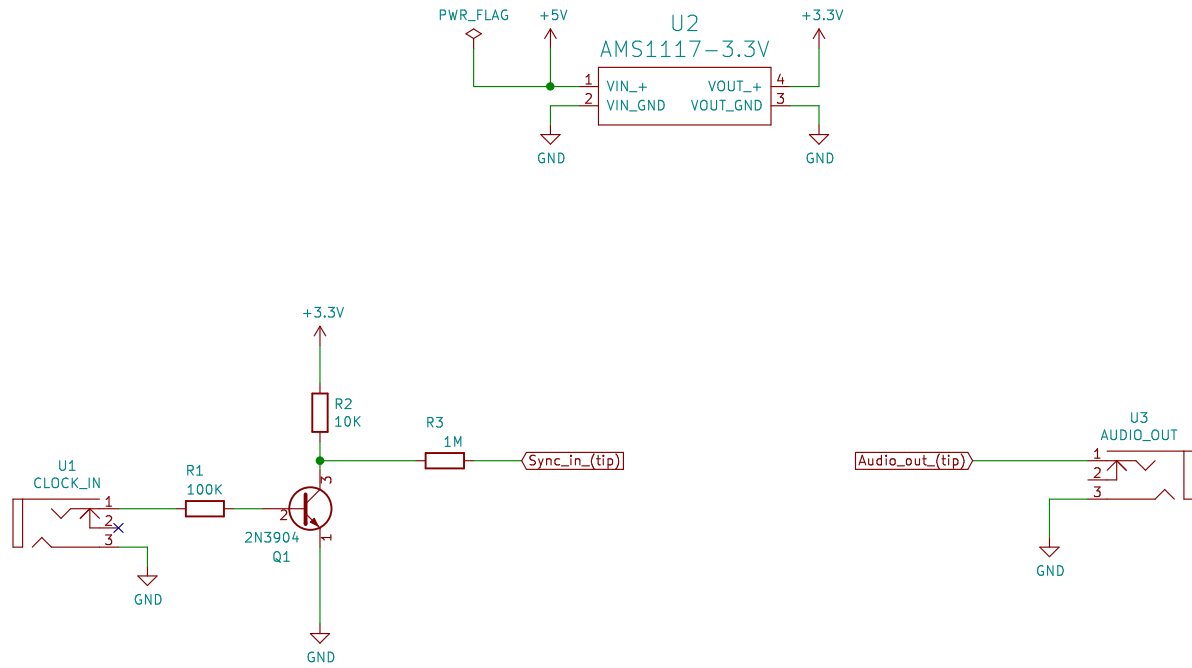 PWR_FLAG
+5V
U2
AMS1117-3.3V
+3.3V
1 VIN_+ VOUT_+ 4
2 VIN_GND VOUT_GND 3
GND
GND
+3.3V
R2
10K
R3
1M
Sync_in_(tip)
U1
CLOCK_IN
1
2
3
GND
R1
100K
3
2
1
2N3904
Q1
GND
U3
AUDIO_OUT
Audio_out_(tip)
1
2
3
GND